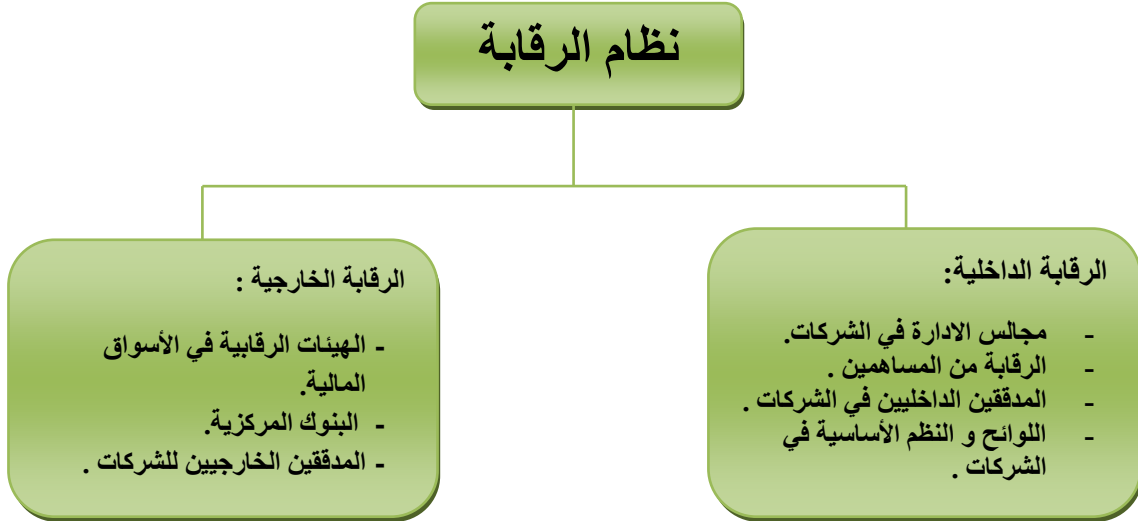 نظام الرقابة
الرقابة الداخلية:
- مجالس الادارة في الشركات.
- الرقابة من المساهمين .
- المدققين الداخليين في الشركات .
- اللوائح و النظم الأساسية في
الشركات .
الرقابة الخارجية :
- الهيئات الرقابية في الأسواق
المالية.
- البنوك المركزية.
- المدققين الخارجيين للشركات .